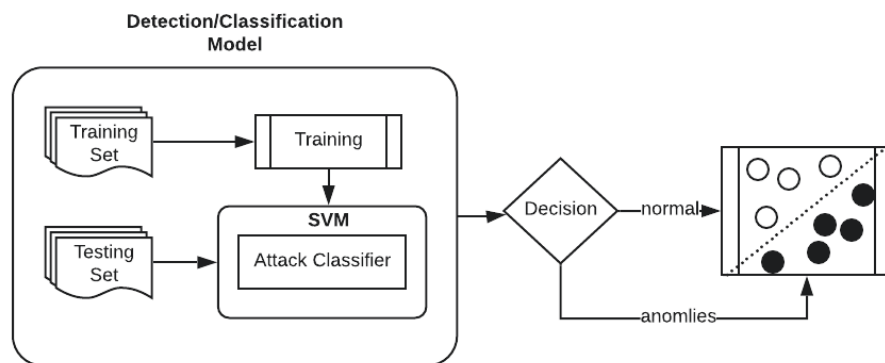 Detection/Classification
Model
Training
Set
Training
SVM
Attack Classifier
Testing
Set
Decision
normal
anomlies